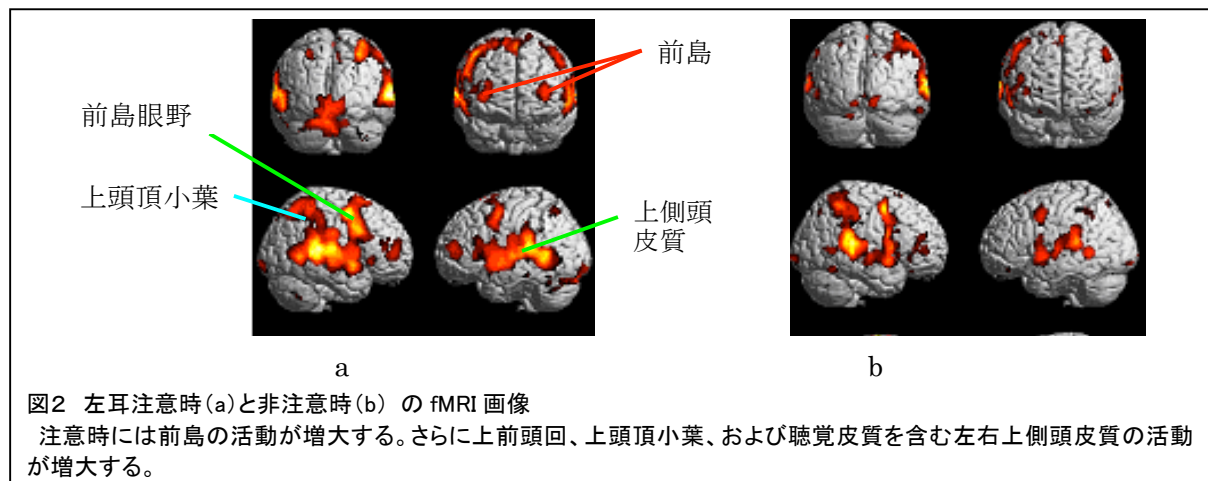 前島
前島眼野
上頭頂小葉
上側頭
皮質
a
b
図2 左耳注意時(a)と非注意時(b) の fMRI 画像
注意時には前島の活動が増大する。さらに上前頭回、上頭頂小葉、および聴覚皮質を含む左右上側頭皮質の活動
が増大する。